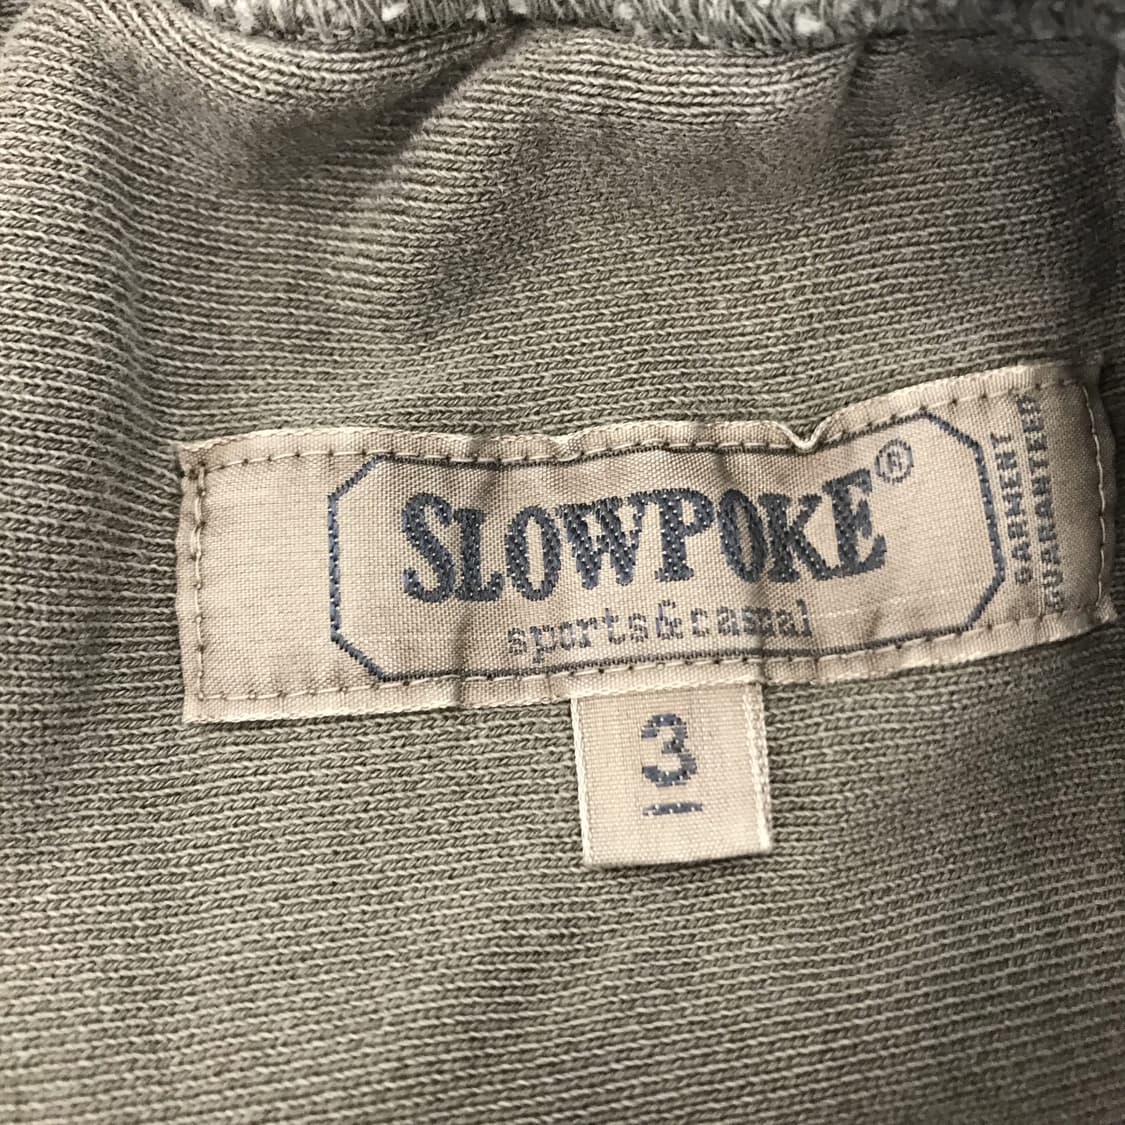 SLOWPOKE®
sports&casual
GARMENT
GUARANTEED
3